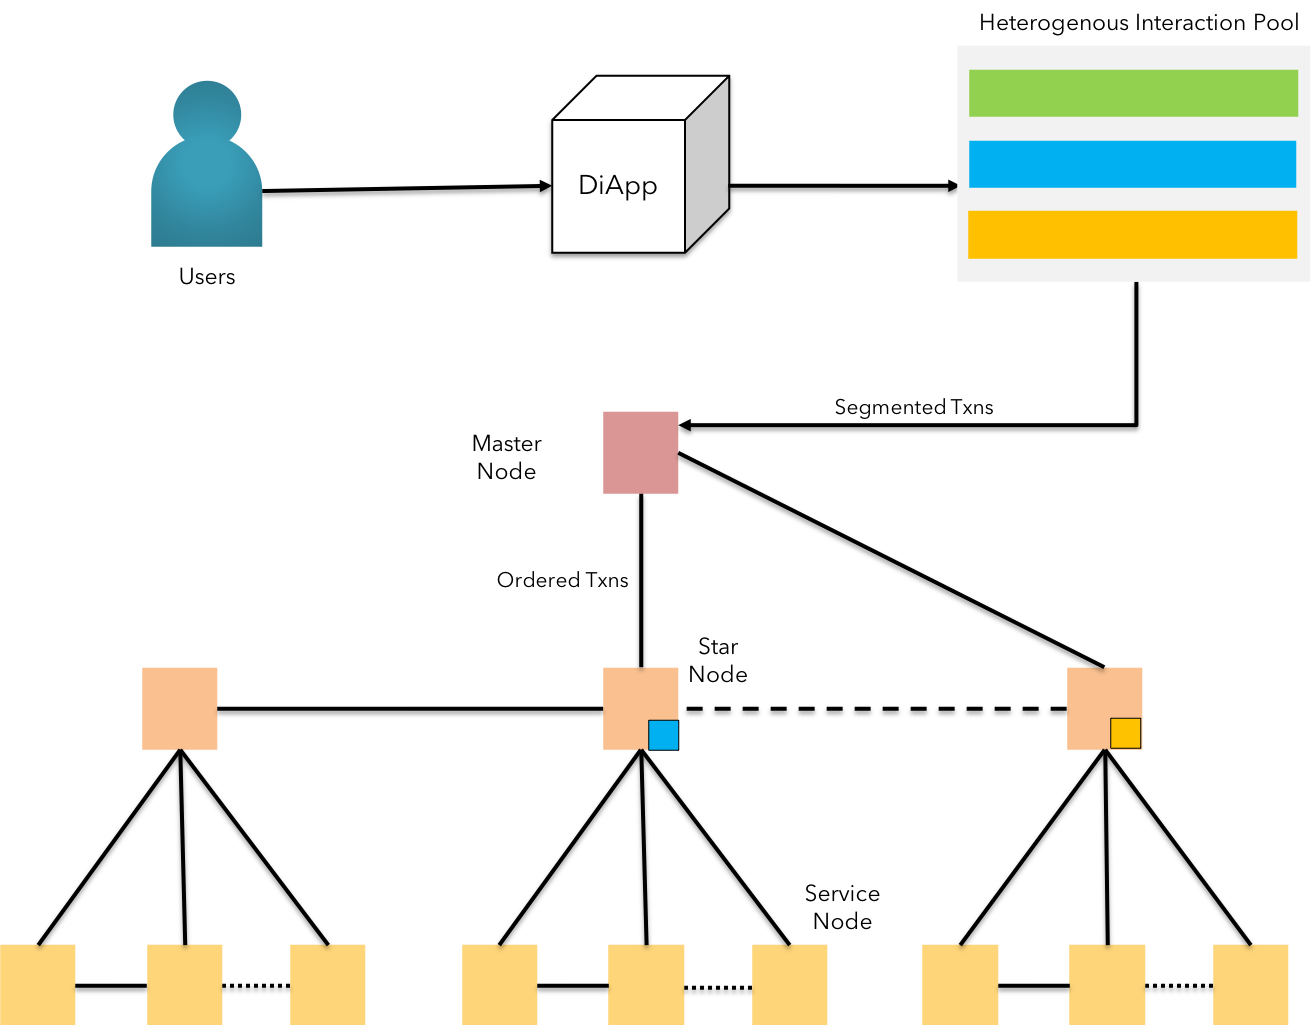 Heterogenous Interaction Pool
DiApp
Users
Segmented Txns
Master
Node
Ordered Txns
Star
Node
Service
Node